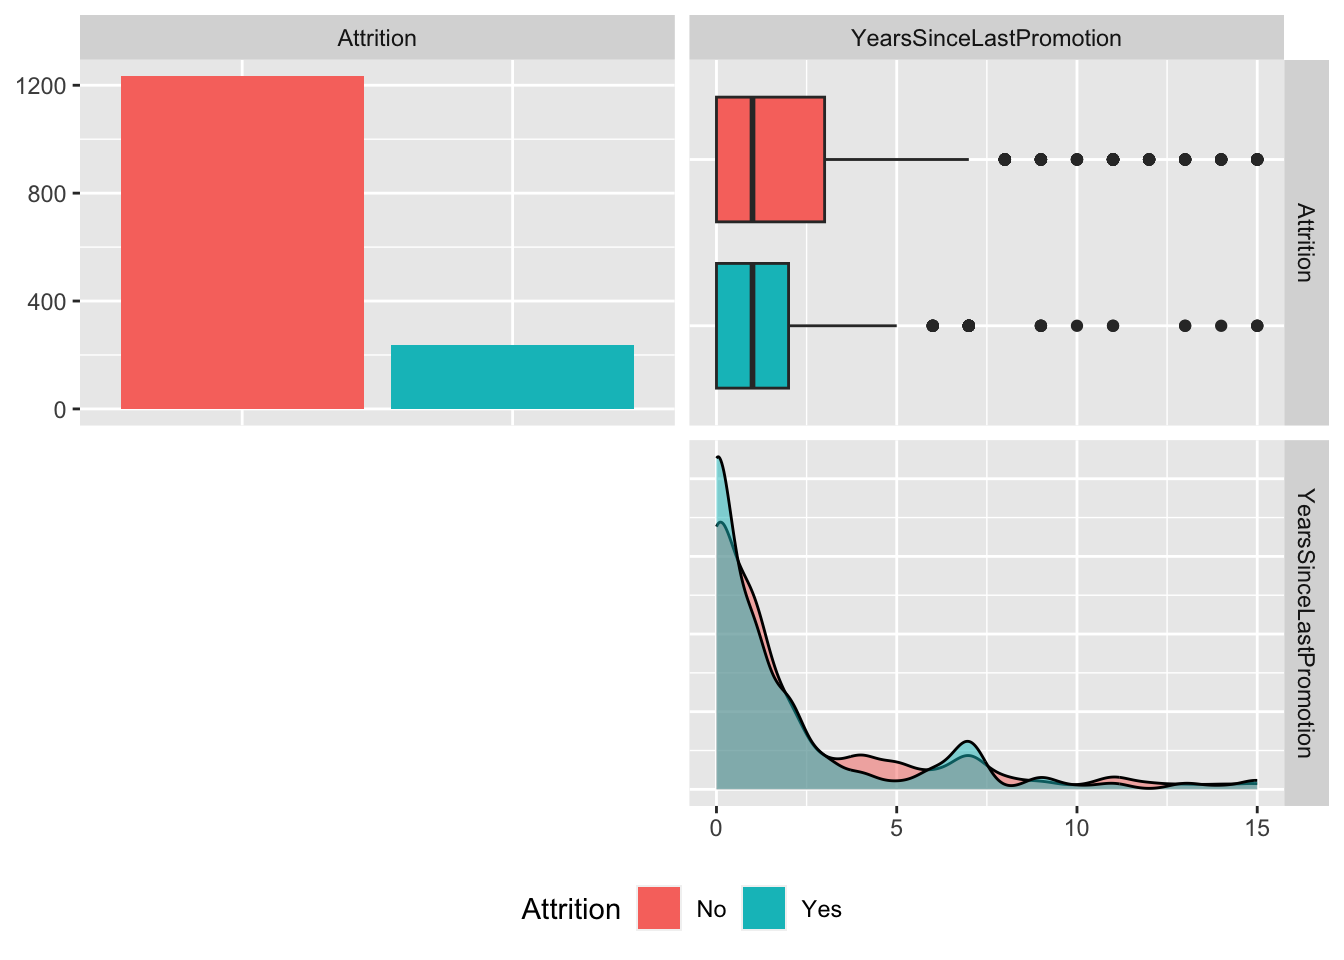 Attrition
YearsSinceLastPromotion
1200
800
400
0
Attrition
YearsSinceLastPromotion
0 5 10 15
Attrition No Yes